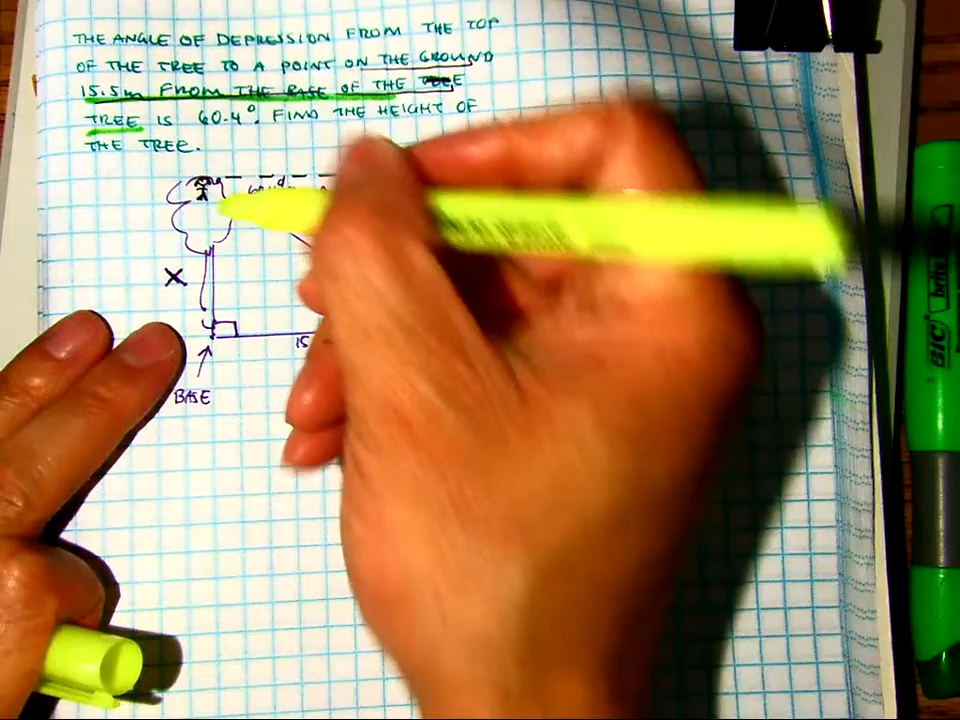 THE ANGLE OF DEPRESSION FROM THE TOP
OF THE TREE TO A POINT ON THE GROUND
15.5m FROM THE BASE OF THE
TREE IS 60.4°. FIND THE HEIGHT OF
THE TREE.
X
15
BASE
BIC